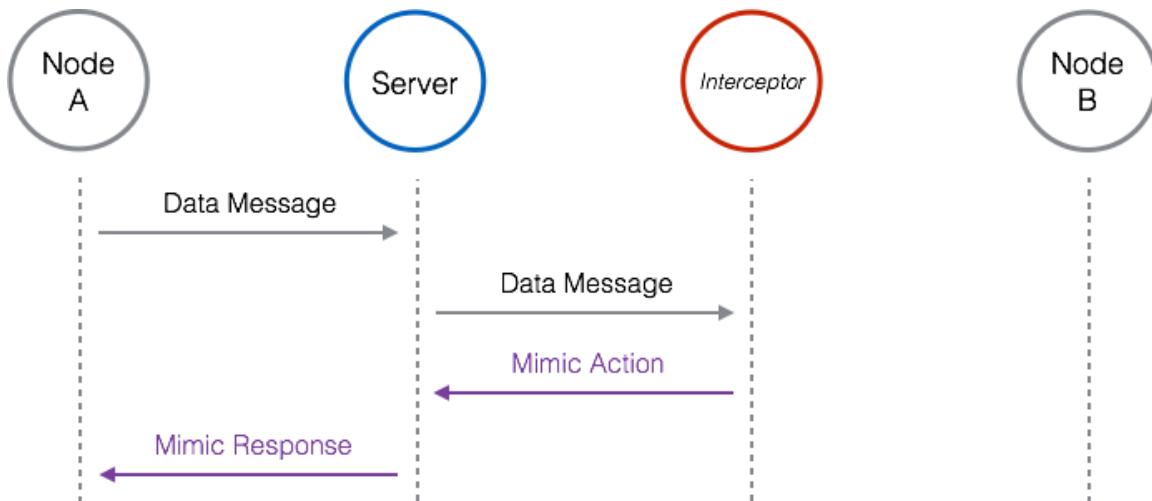 Node
A
Server
Interceptor
Node
B
Data Message
Data Message
Mimic Action
Mimic Response